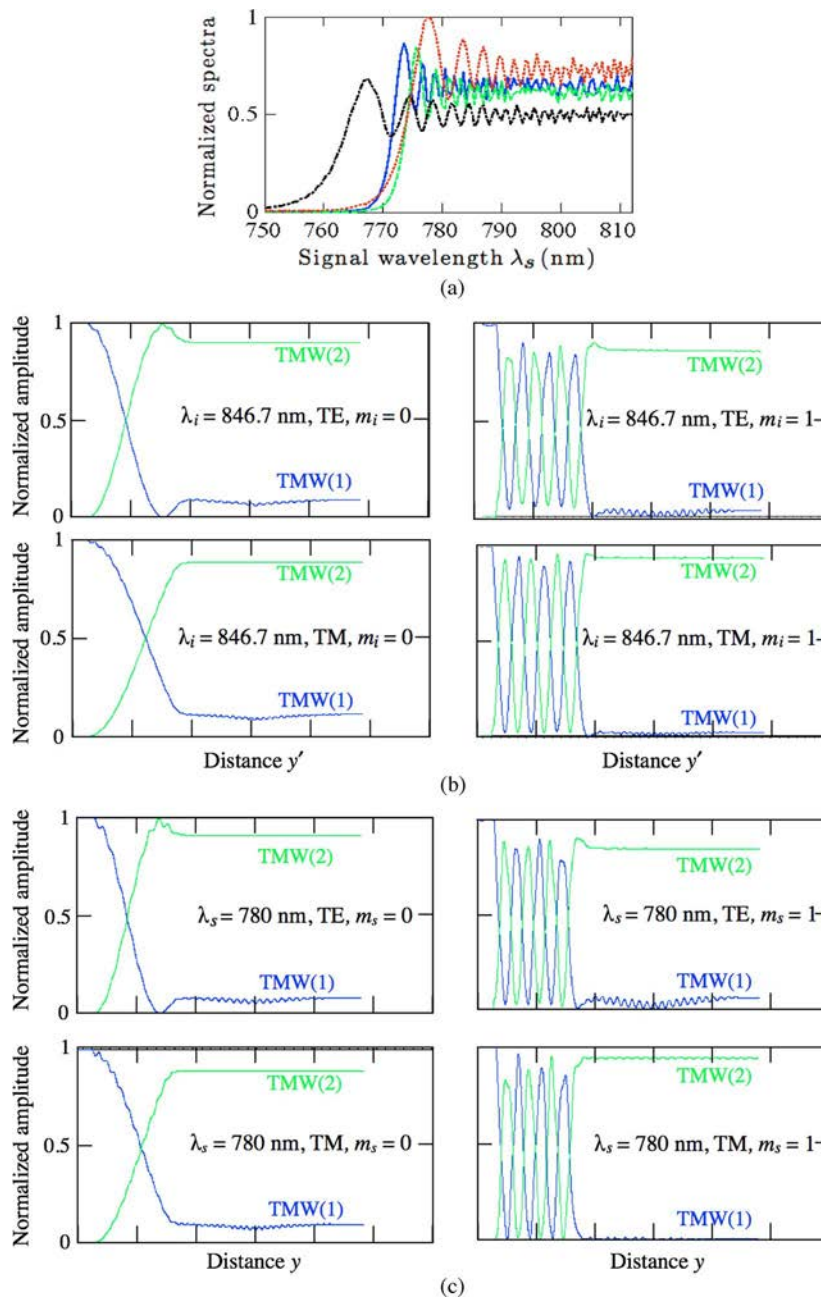 Normalized spectra
1
0.5
0
750 760 770 780 790 800 810
Signal wavelength λs (nm)
(a)
Normalized amplitude
1
0.5
0
TMW(2)
λi = 846.7 nm, TE, mi = 0
TMW(1)
TMW(2)
λi = 846.7 nm, TE, mi = 1
TMW(1)
Normalized amplitude
1
0.5
0
TMW(2)
λi = 846.7 nm, TM, mi = 0
TMW(1)
TMW(2)
λi = 846.7 nm, TM, mi = 1
TMW(1)
Distance y′
Distance y′
(b)
Normalized amplitude
1
0.5
0
TMW(2)
λs = 780 nm, TE, ms = 0
TMW(1)
TMW(2)
λs = 780 nm, TE, ms = 1
TMW(1)
Normalized amplitude
1
0.5
0
TMW(2)
λs = 780 nm, TM, ms = 0
TMW(1)
TMW(2)
λs = 780 nm, TM, ms = 1
TMW(1)
Distance y
Distance y
(c)